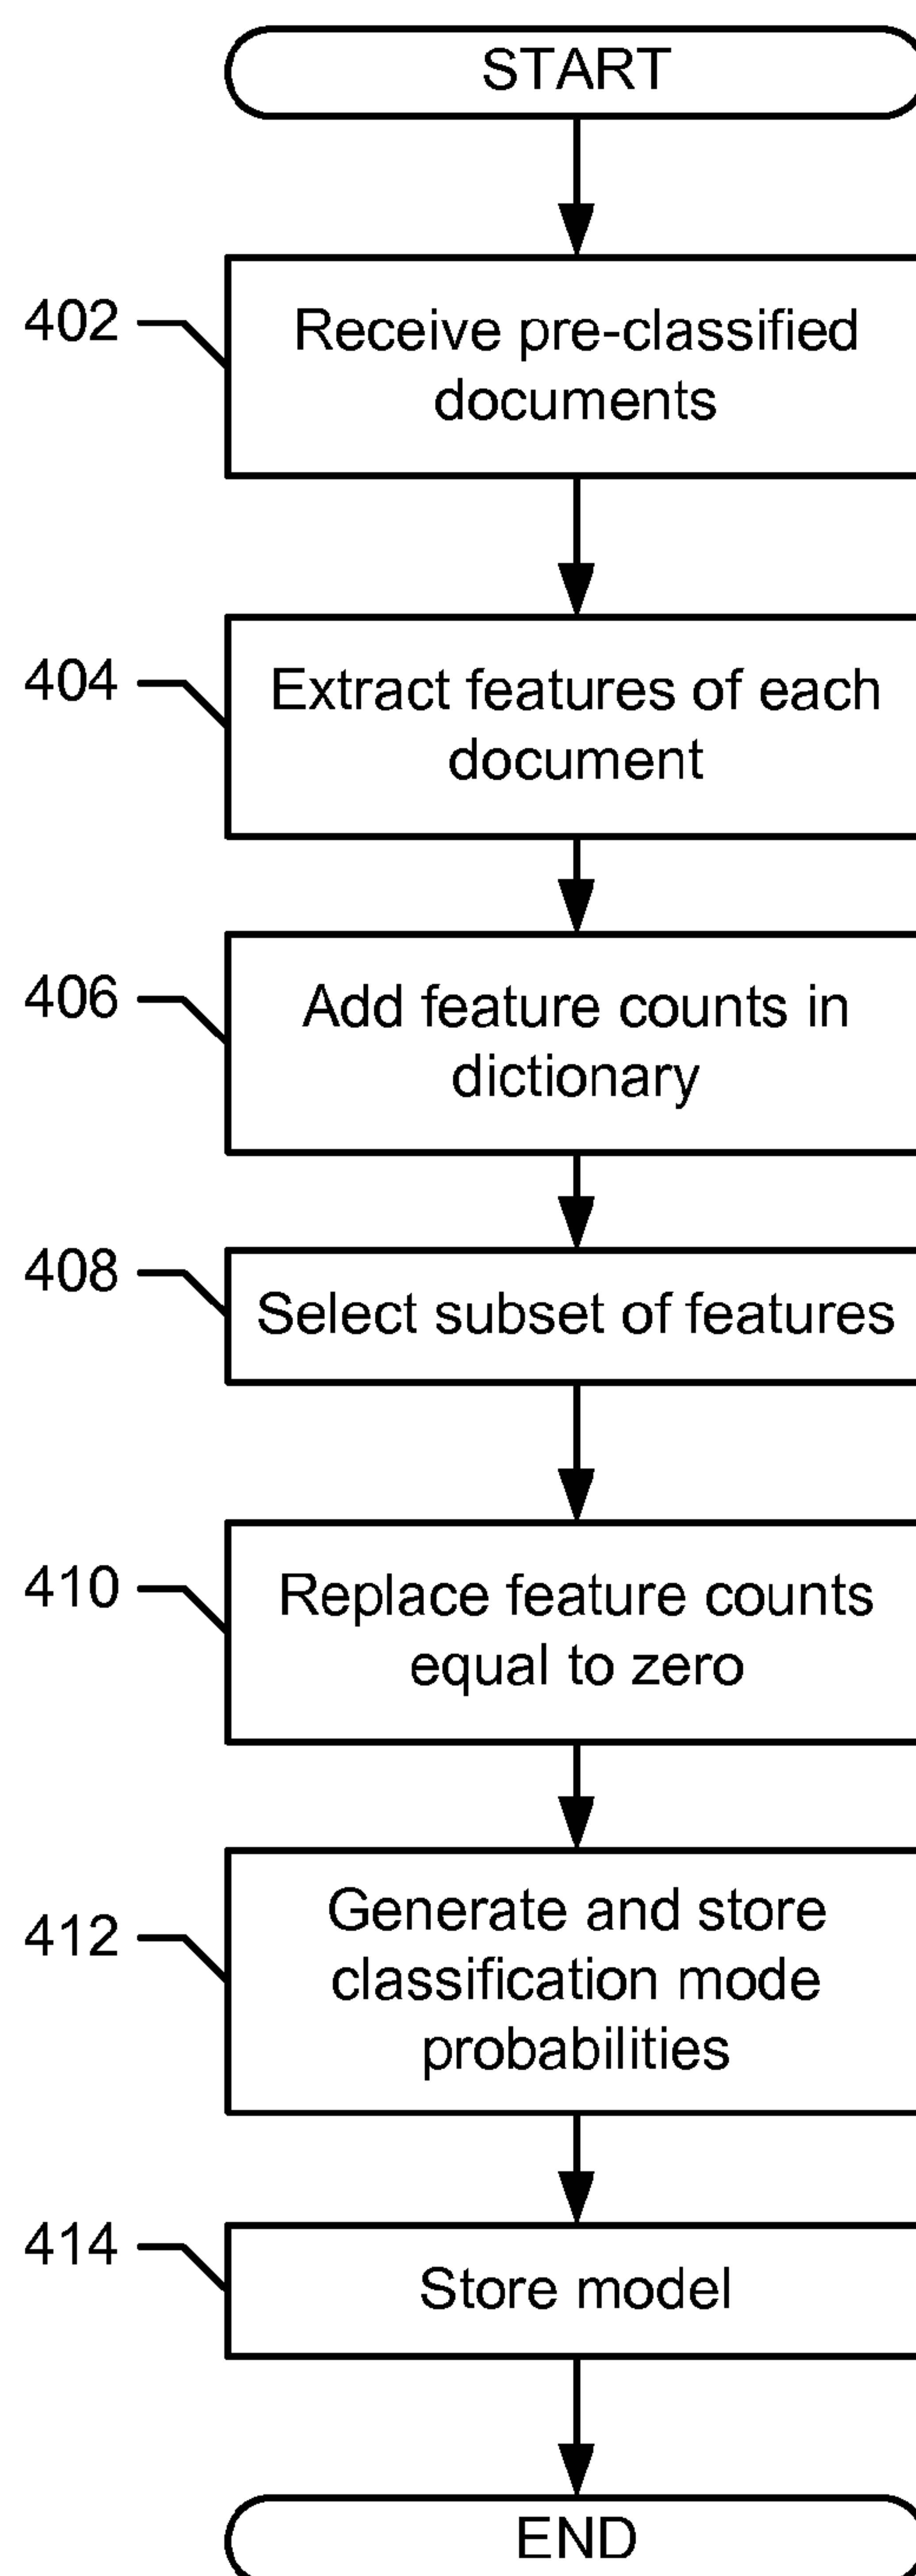 START
402
Receive pre-classified
documents
404
Extract features of each
document
406
Add feature counts in
dictionary
408
Select subset of features
410
Replace feature counts
equal to zero
412
Generate and store
classification mode
probabilities
414
Store model
END